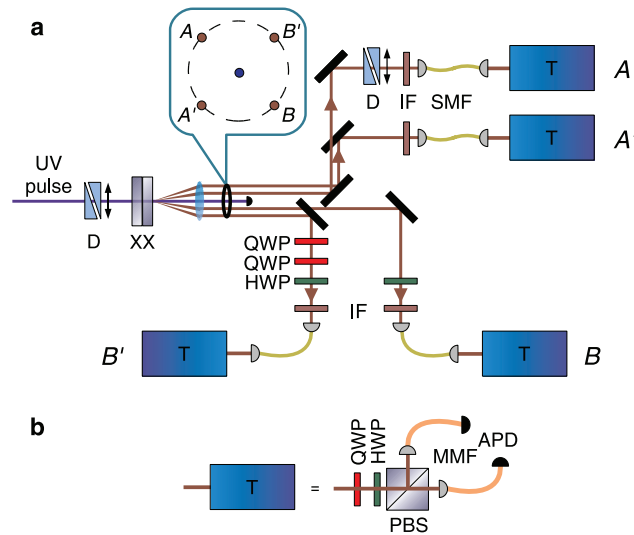 a
A B'
A' B
UV
pulse
D XX
D IF SMF
T A
T A
QWP
QWP
HWP
IF
B' T
T B
b
T = QWP HWP PBS MMF APD